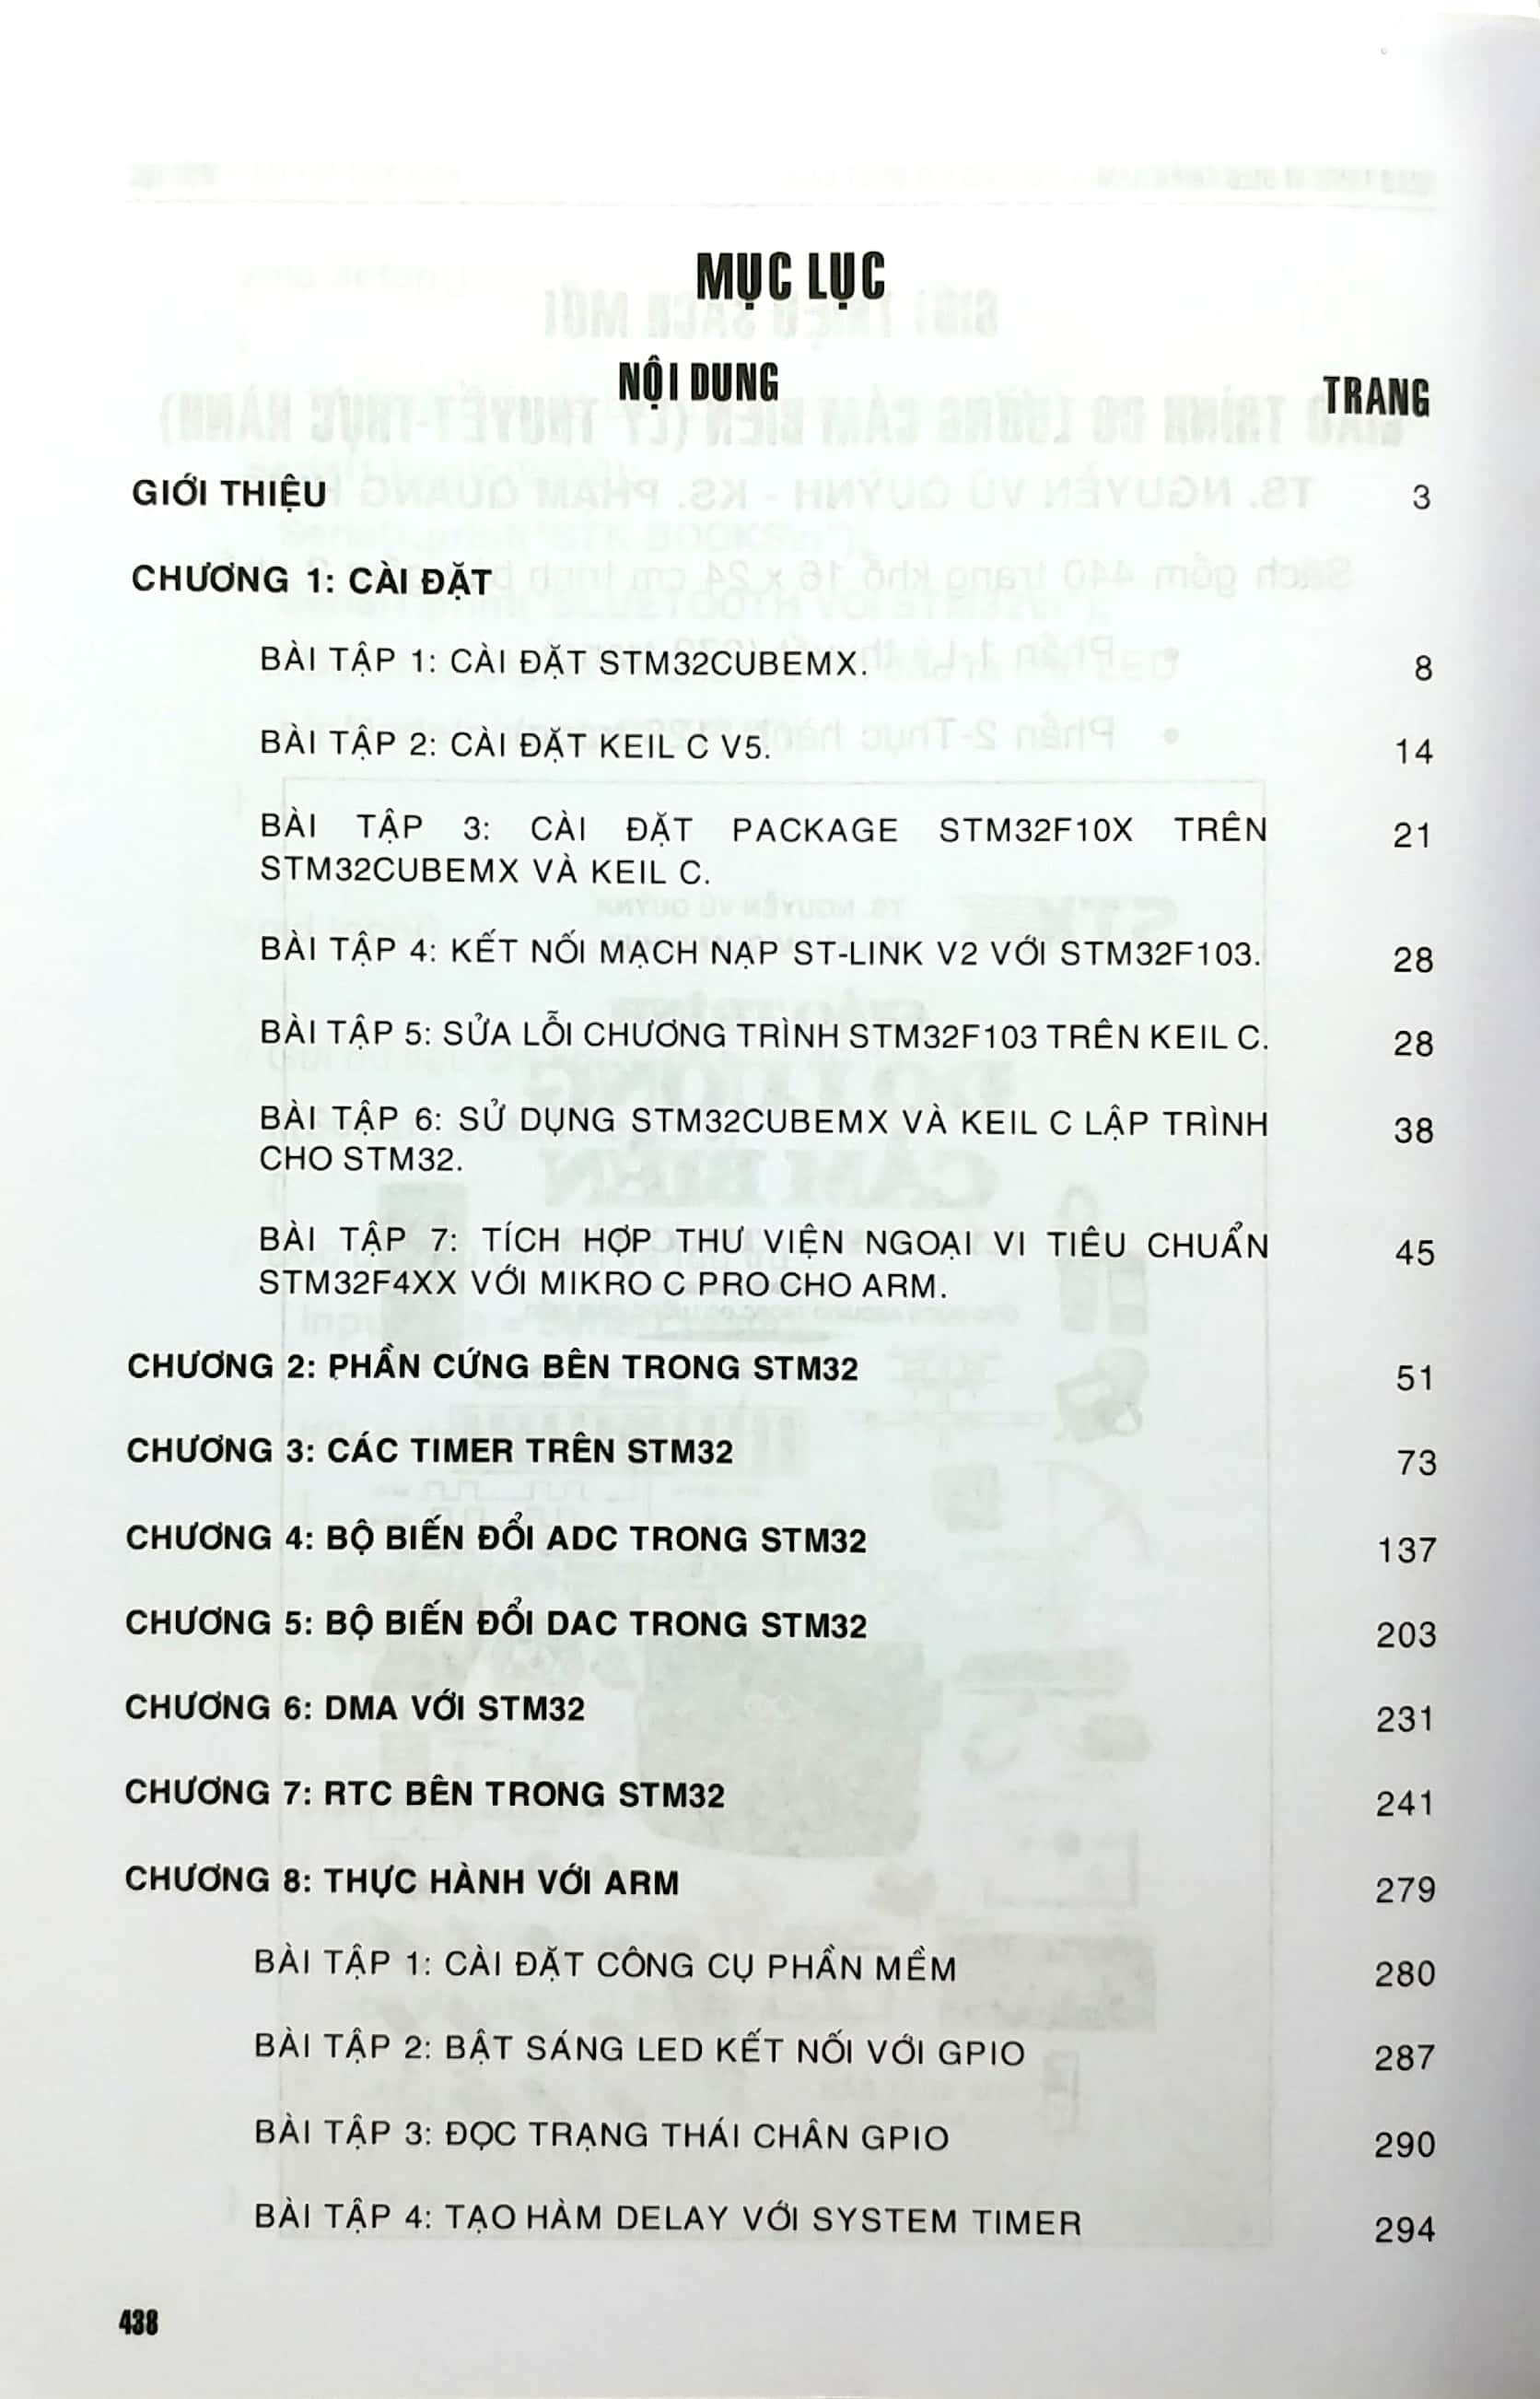 MỤC LỤC
NỘI DUNG TRANG
GIỚI THIỆU 3
CHƯƠNG 1: CÀI ĐẶT
BÀI TẬP 1: CÀI ĐẶT STM32CUBEMX. 8
BÀI TẬP 2: CÀI ĐẶT KEIL C V5. 14
BÀI TẬP 3: CÀI ĐẶT PACKAGE STM32F10X TRÊN 21
STM32CUBEMX VÀ KEIL C.
BÀI TẬP 4: KẾT NỐI MẠCH NẠP ST-LINK V2 VỚI STM32F103. 28
BÀI TẬP 5: SỬA LỖI CHƯƠNG TRÌNH STM32F103 TRÊN KEIL C. 28
BÀI TẬP 6: SỬ DỤNG STM32CUBEMX VÀ KEIL C LẬP TRÌNH 38
CHO STM32.
BÀI TẬP 7: TÍCH HỢP THƯ VIỆN NGOẠI VI TIÊU CHUẨN 45
STM32F4XX VỚI MIKRO C PRO CHO ARM.
CHƯƠNG 2: PHẦN CỨNG BÊN TRONG STM32 51
CHƯƠNG 3: CÁC TIMER TRÊN STM32 73
CHƯƠNG 4: BỘ BIẾN ĐỔI ADC TRONG STM32 137
CHƯƠNG 5: BỘ BIẾN ĐỔI DAC TRONG STM32 203
CHƯƠNG 6: DMA VỚI STM32 231
CHƯƠNG 7: RTC BÊN TRONG STM32 241
CHƯƠNG 8: THỰC HÀNH VỚI ARM 279
BÀI TẬP 1: CÀI ĐẶT CÔNG CỤ PHẦN MỀM 280
BÀI TẬP 2: BẬT SÁNG LED KẾT NỐI VỚI GPIO 287
BÀI TẬP 3: ĐỌC TRẠNG THÁI CHÂN GPIO 290
BÀI TẬP 4: TẠO HÀM DELAY VỚI SYSTEM TIMER 294
438